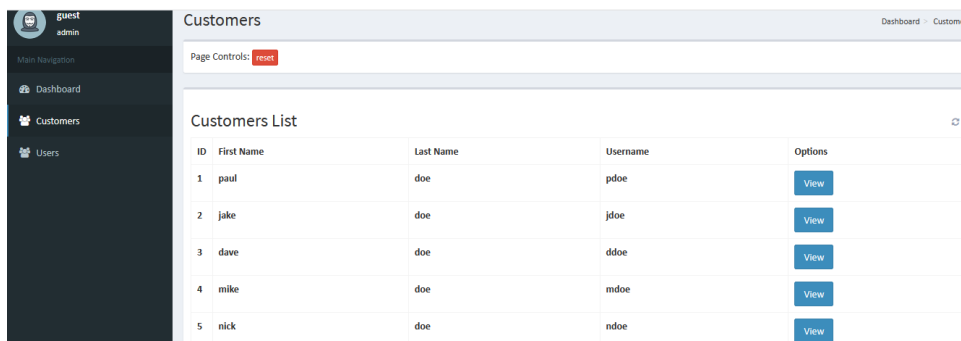 guest
admin
Main Navigation
Dashboard
Customers
Users
Customers
Dashboard > Custome
Page Controls: reset
Customers List
ID First Name Last Name Username Options
1 paul doe pdoe View
2 jake doe jdoe View
3 dave doe ddoe View
4 mike doe mdoe View
5 nick doe ndoe View